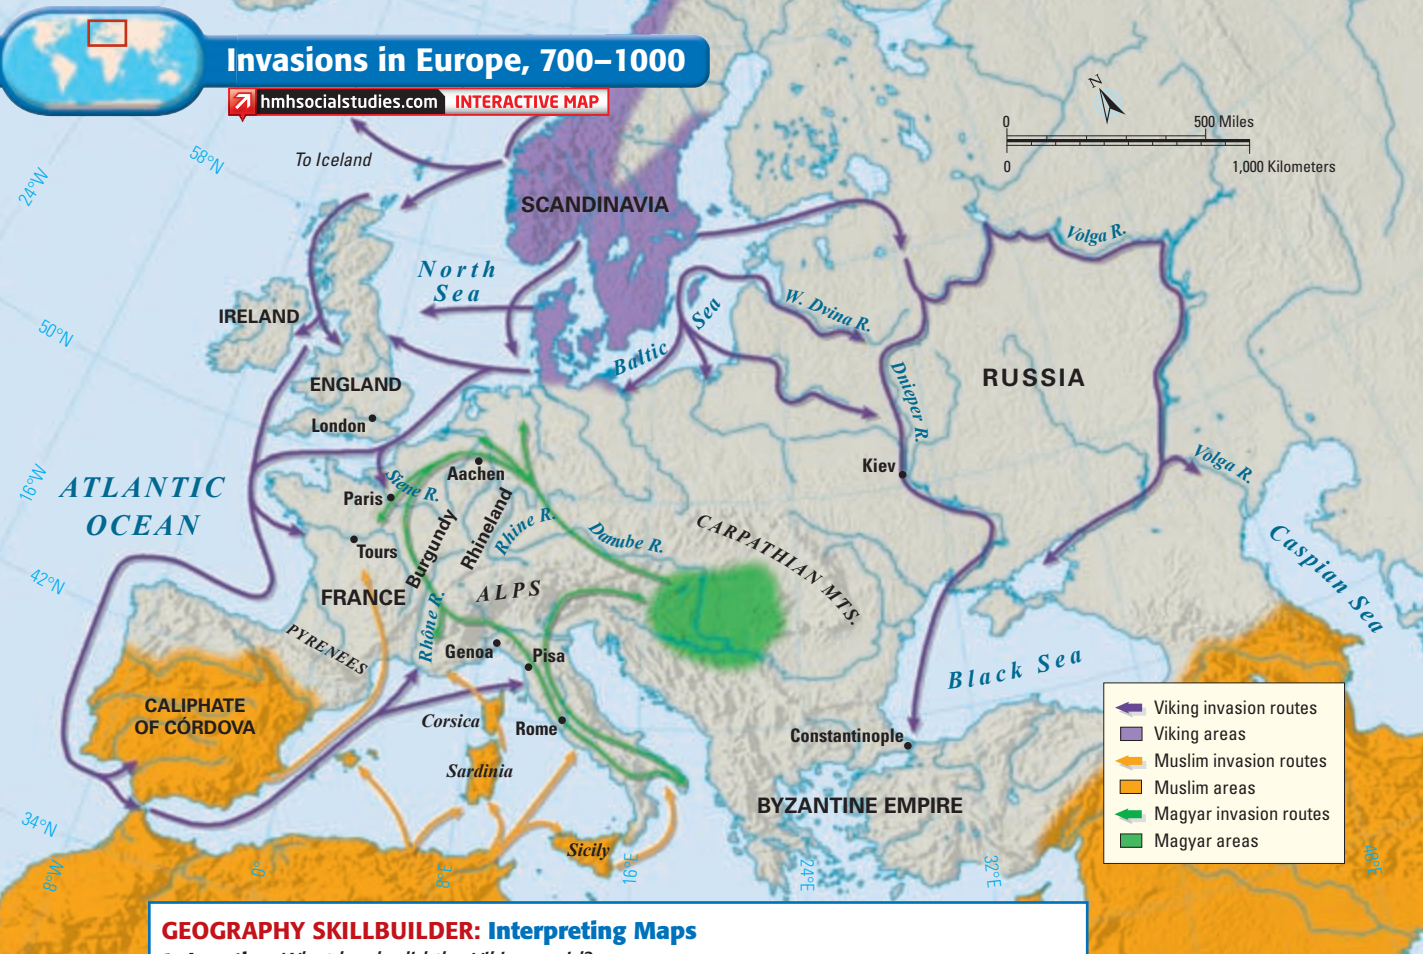 Invasions in Europe, 700–1000
hmhsocialstudies.com INTERACTIVE MAP
N
0 500 Miles
0 1,000 Kilometers
To Iceland
58°N
24°W
SCANDINAVIA
Volga R.
North
Sea
IRELAND
50°N
Baltic
Sea
W. Dvina R.
Dnieper R.
RUSSIA
ENGLAND
London
Kiev
Volga R.
16°W
ATLANTIC
OCEAN
Aachen
Paris
Siene R.
Tours
Burgundy
Rhineland
Rhine R.
Danube R.
CARPATHIAN MTS.
Caspian Sea
42°N
FRANCE
ALPS
PYRENEES
Rhône R.
Genoa
Pisa
Black Sea
CALIPHATE
OF CÓRDOVA
Corsica
Rome
Constantinople
Sardinia
BYZANTINE EMPIRE
34°N
Sicily
8°W
0°
8°E
16°E
24°E
32°E
48°E
Viking invasion routes
Viking areas
Muslim invasion routes
Muslim areas
Magyar invasion routes
Magyar areas
GEOGRAPHY SKILLBUILDER: Interpreting Maps